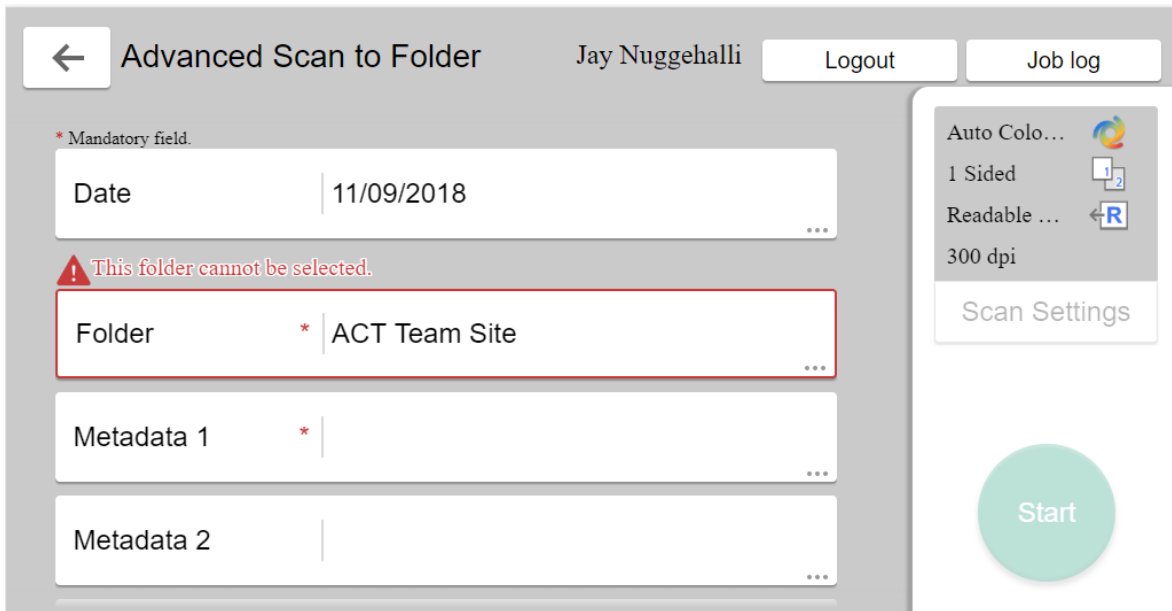 Advanced Scan to Folder
Jay Nuggehalli
Logout
Job log
* Mandatory field.
Date 11/09/2018
...
This folder cannot be selected.
Folder * ACT Team Site
...
Metadata 1 *
...
Metadata 2
...
Auto Colo...
1 Sided
1 2
Readable ...
R
300 dpi
Scan Settings
Start